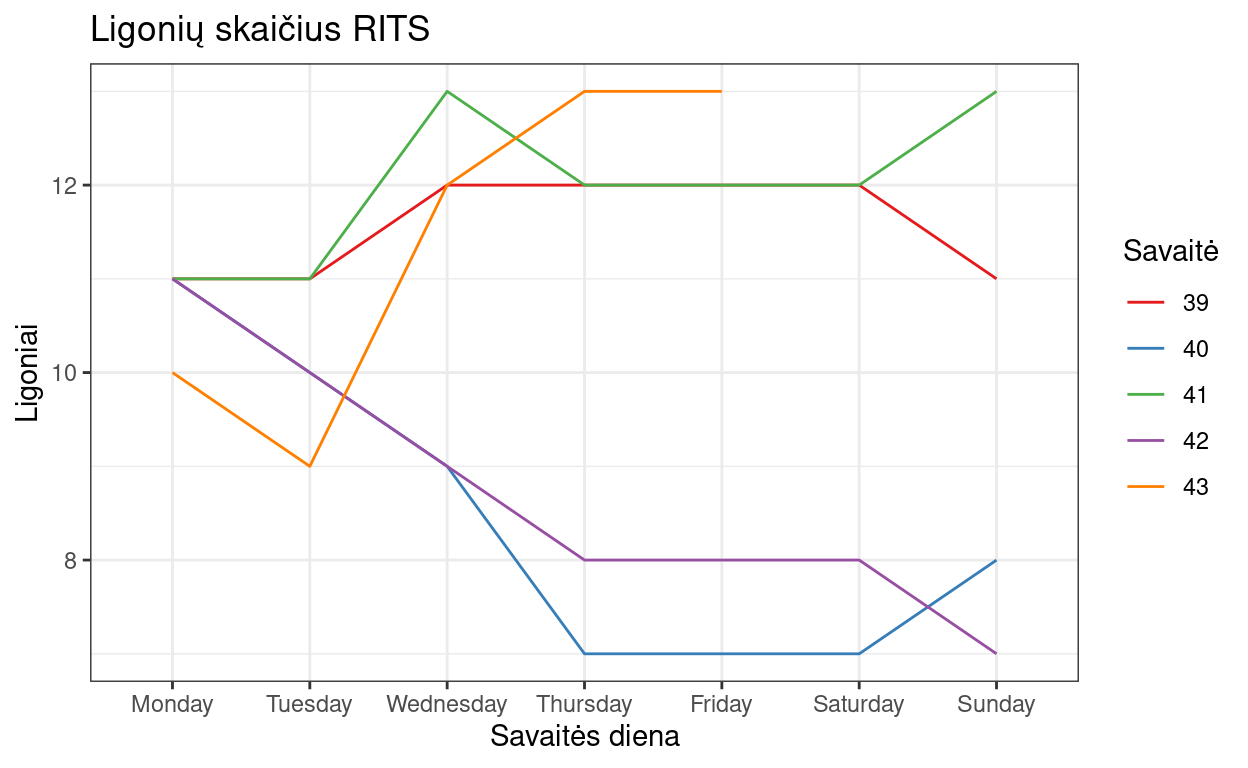 Ligonių skaičius RITS
Ligoniai
12
10
8
Monday Tuesday Wednesday Thursday Friday Saturday Sunday
Savaitės diena
Savaitė
39
40
41
42
43